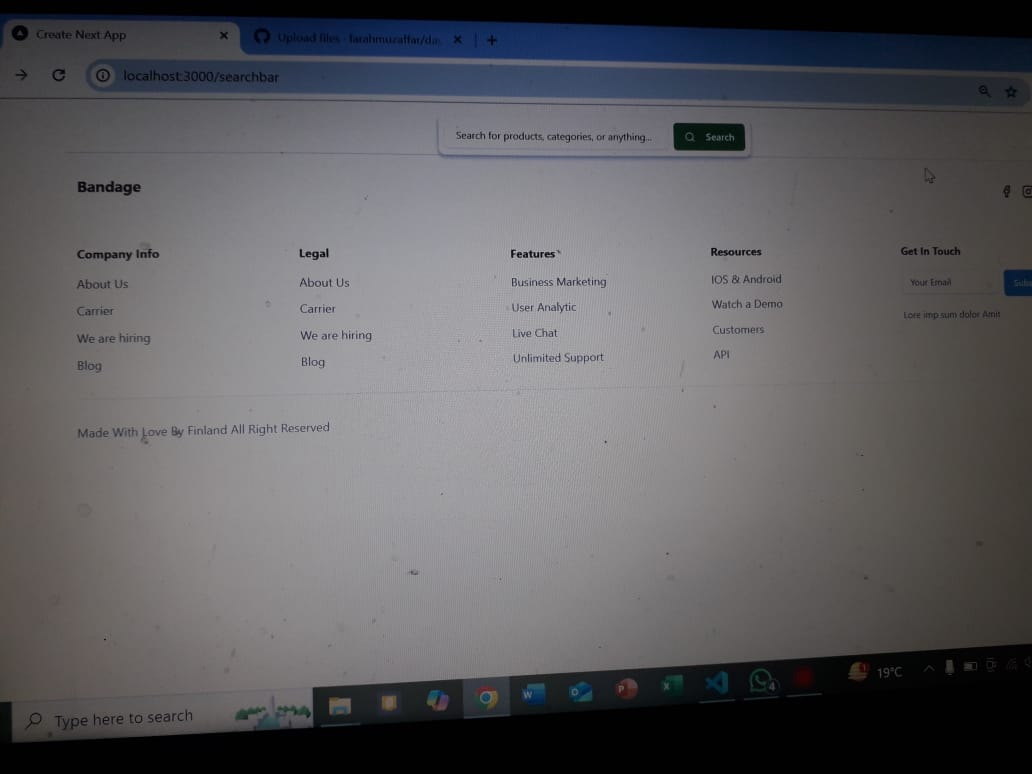 Create Next App
Upload files · farahmuzaffar/da
localhost:3000/searchbar
Search for products, categories, or anything...
Search
Bandage
Company Info
About Us
Carrier
We are hiring
Blog
Legal
About Us
Carrier
We are hiring
Blog
Features
Business Marketing
User Analytic
Live Chat
Unlimited Support
Resources
IOS & Android
Watch a Demo
Customers
API
Get In Touch
Your Email
Lore imp sum dolor Amit
Made With Love By Finland All Right Reserved
Type here to search
4
19°C